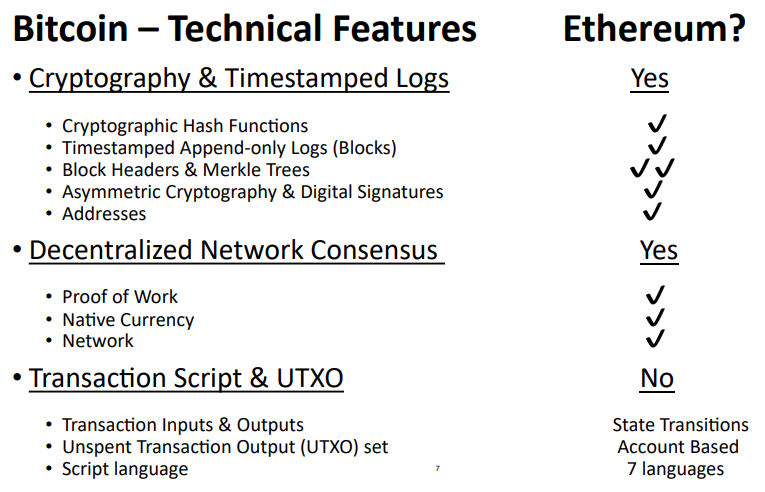 Bitcoin – Technical Features Ethereum?
• Cryptography & Timestamped Logs Yes
• Cryptographic Hash Functions ✔
• Timestamped Append-only Logs (Blocks) ✔
• Block Headers & Merkle Trees ✔ ✔
• Asymmetric Cryptography & Digital Signatures ✔
• Addresses ✔
• Decentralized Network Consensus Yes
• Proof of Work ✔
• Native Currency ✔
• Network ✔
• Transaction Script & UTXO No
• Transaction Inputs & Outputs State Transitions
• Unspent Transaction Output (UTXO) set Account Based
• Script language 7 7 languages